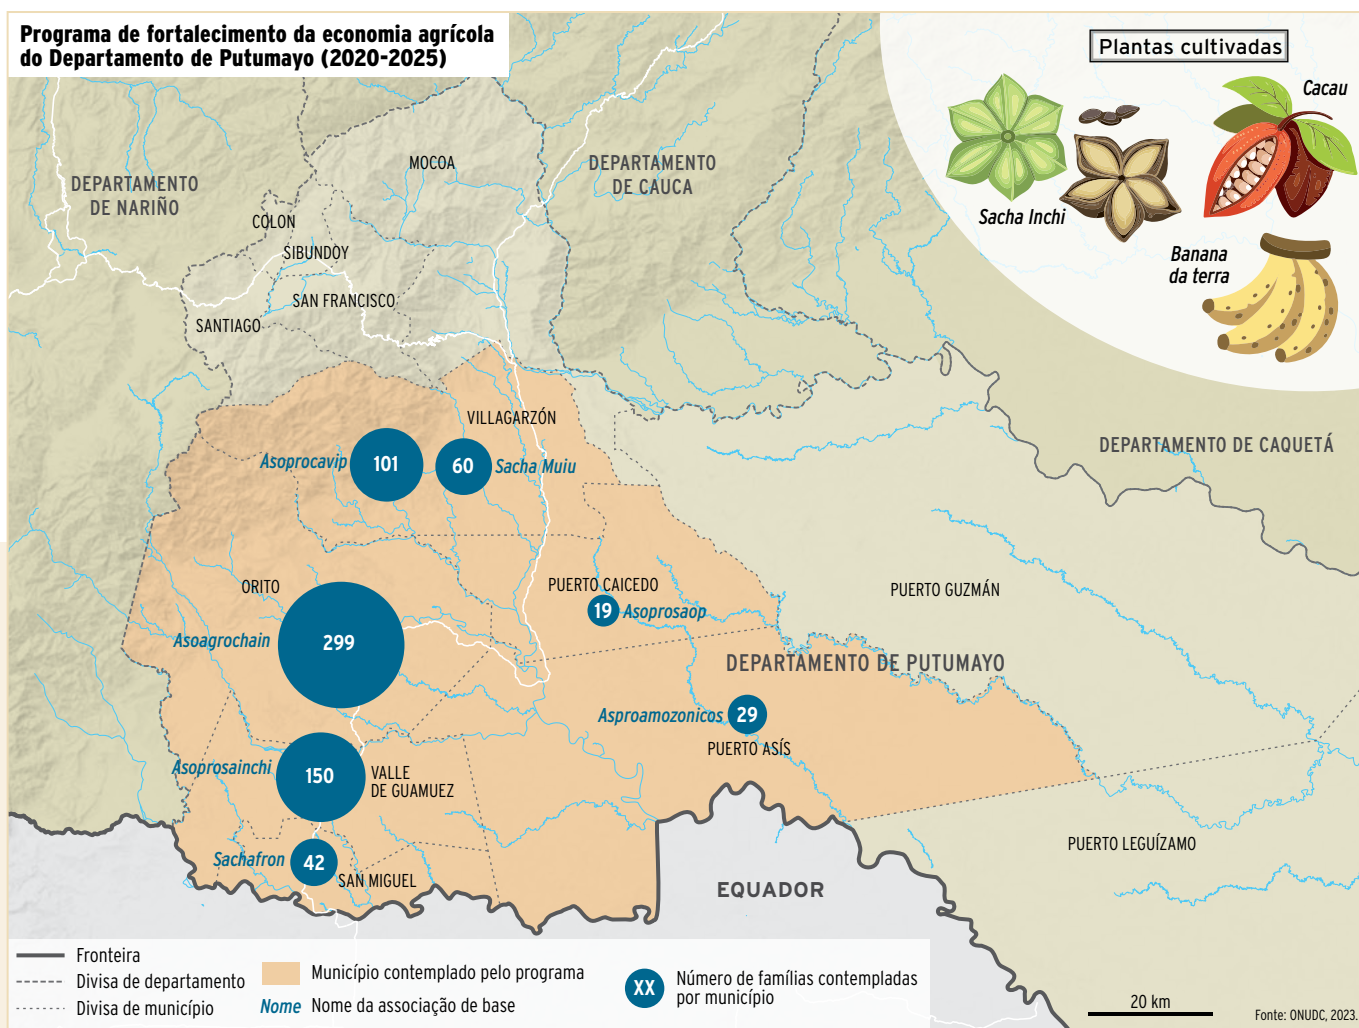 Programa de fortalecimento da economia agrícola
do Departamento de Putumayo (2020-2025)
Plantas cultivadas
Cacau
Sacha Inchi
Banana
da terra
MOCOA
DEPARTAMENTO
DE CAUCA
DEPARTAMENTO
DE NARIÑO
COLON
SIBUNDOY
SAN FRANCISCO
SANTIAGO
VILLAGARZÓN
DEPARTAMENTO DE CAQUETÁ
Asoprocavip
101
60
Sacha Muiu
ORITO
PUERTO CAICEDO
PUERTO GUZMÁN
19
Asoprosaop
Asoagrochain
299
DEPARTAMENTO DE PUTUMAYO
Asproamozonicos
29
PUERTO ASÍS
Asoprosainchi
150
VALLE
DE GUAMUEZ
PUERTO LEGUÍZAMO
Sachafron
42
SAN MIGUEL
EQUADOR
Fronteira
Divisa de departamento
Divisa de município
Município contemplado pelo programa
Nome
Nome da associação de base
XX
Número de famílias contempladas
por município
20 km
Fonte: ONUDC, 2023.